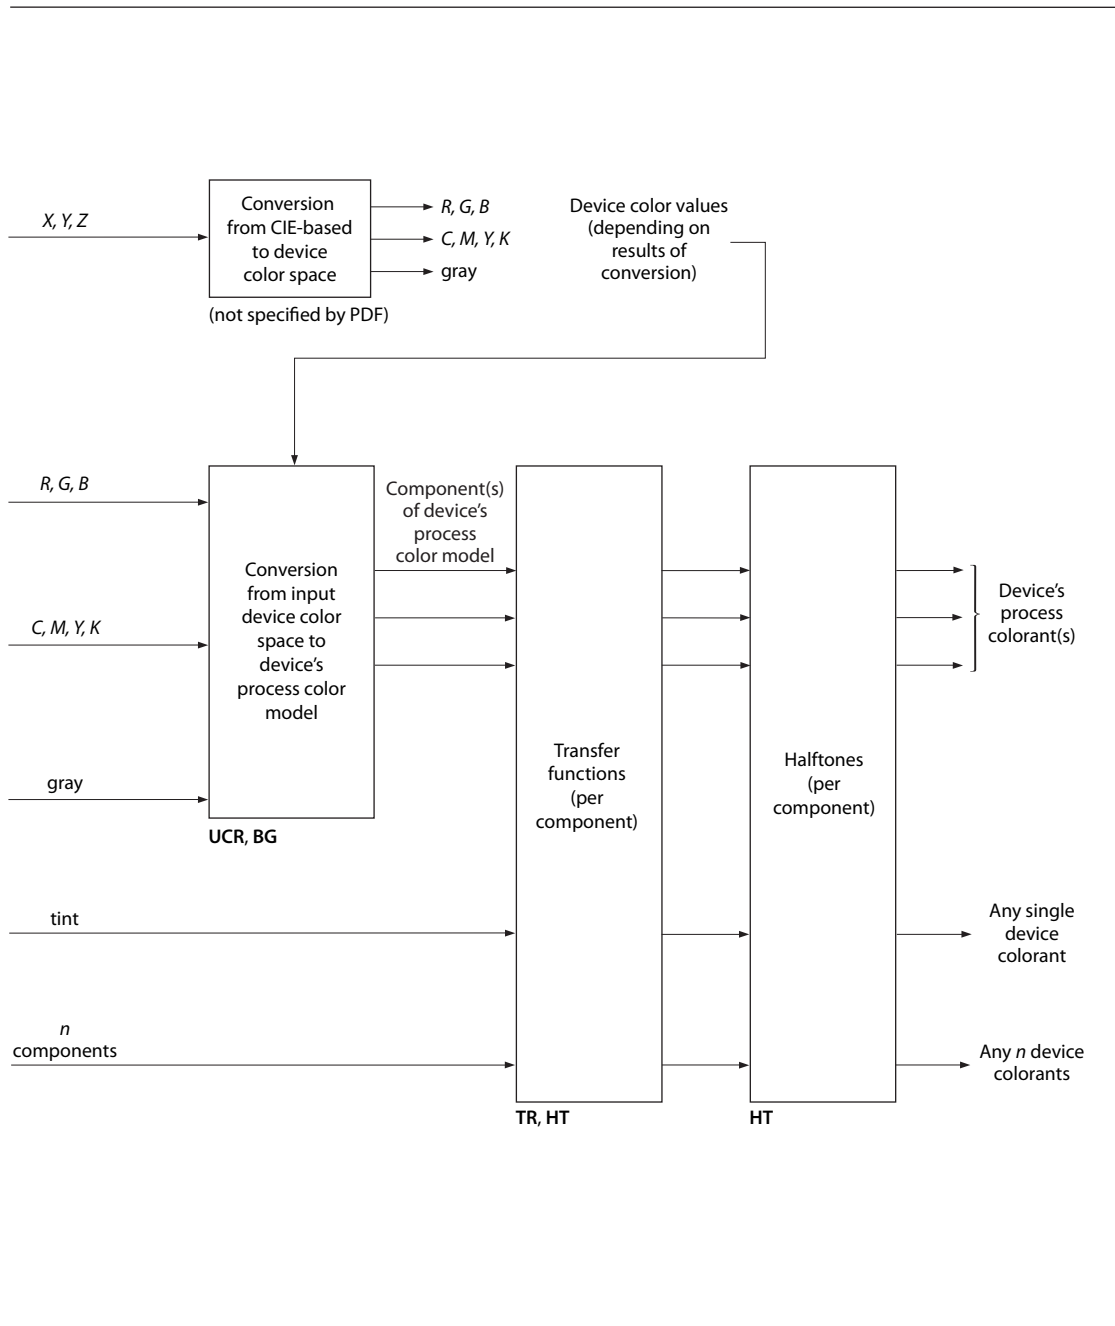 X, Y, Z
Conversion
from CIE-based
to device
color space
R, G, B
C, M, Y, K
gray
(not specified by PDF)
Device color values
(depending on
results of
conversion)
R, G, B
C, M, Y, K
gray
Conversion
from input
device color
space to
device’s
process color
model
UCR, BG
Component(s)
of device’s
process
color model
Transfer
functions
(per
component)
TR, HT
Halftones
(per
component)
HT
Device’s
process
colorant(s)
tint
Any single
device
colorant
n
components
Any n device
colorants